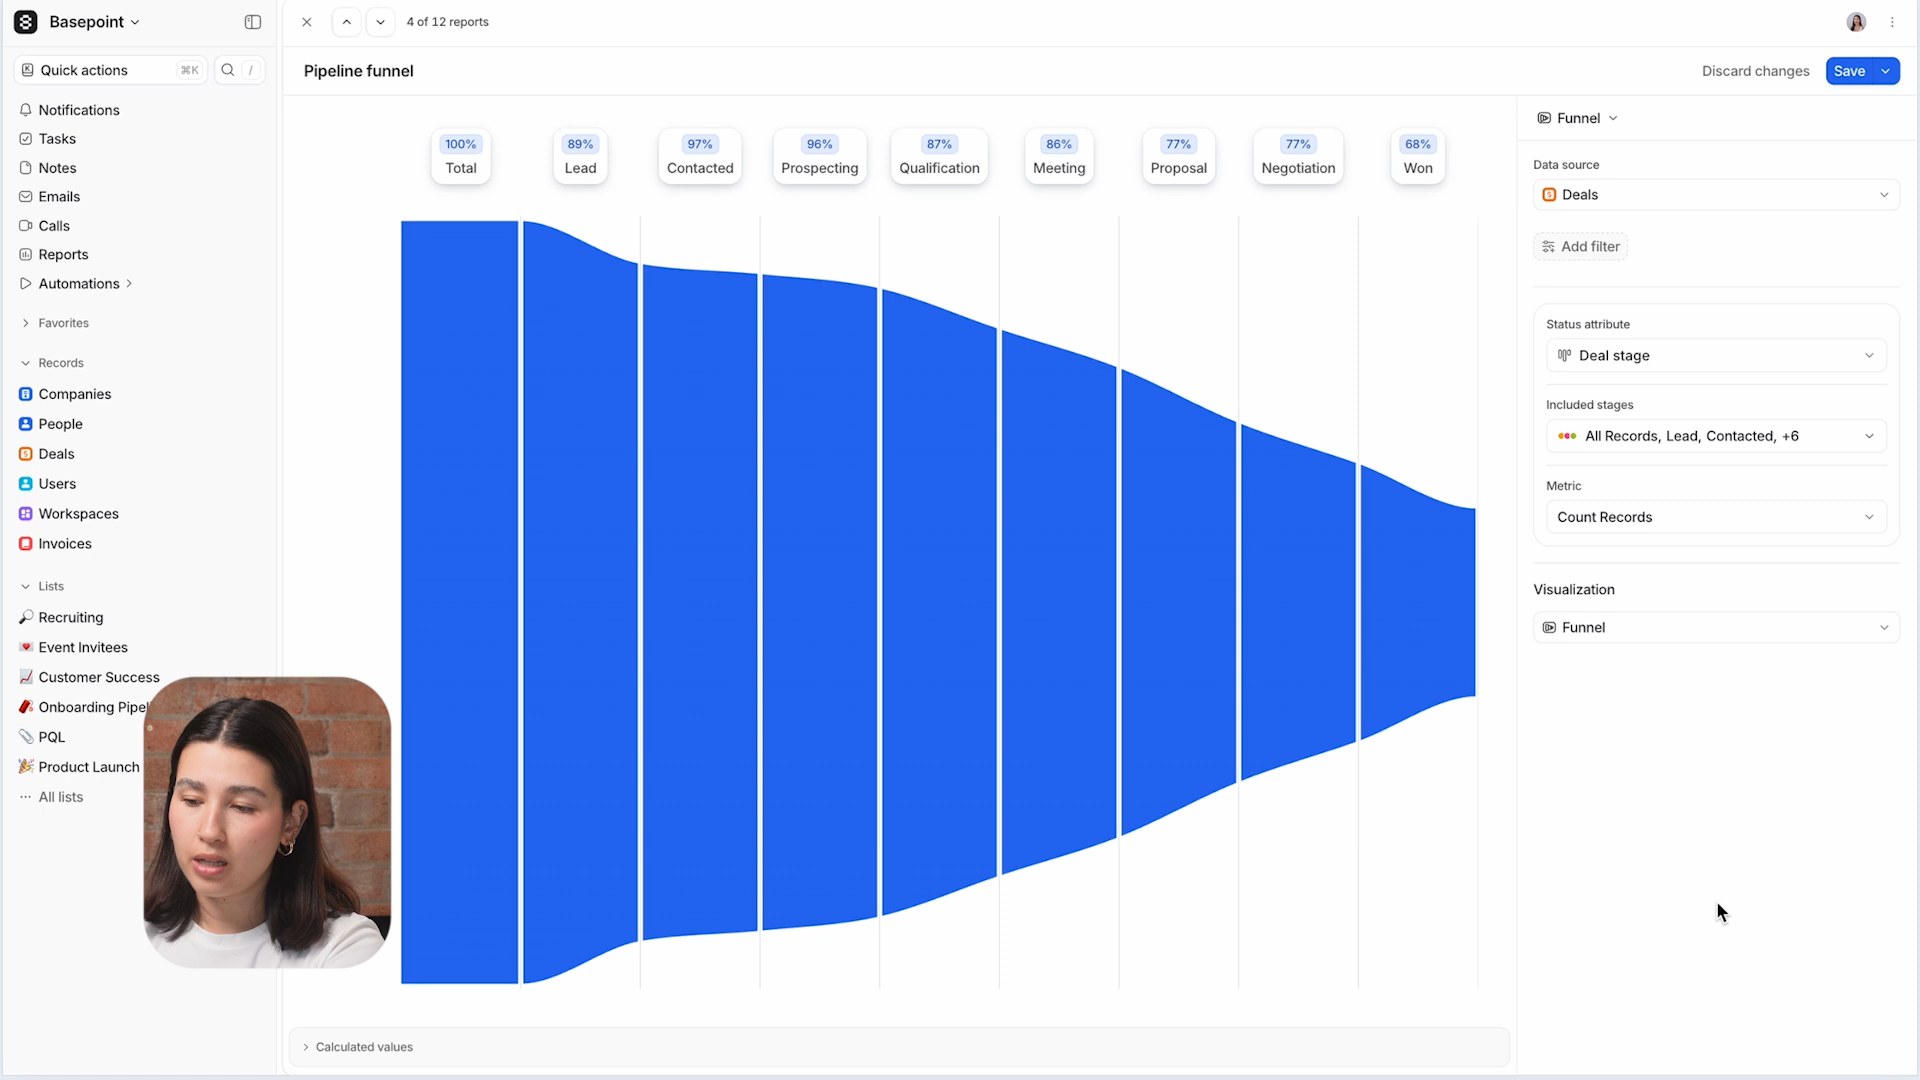 Basepoint
4 of 12 reports
Quick actions ⌘K /
Pipeline funnel
Discard changes
Save
Notifications
Tasks
Notes
Emails
Calls
Reports
Automations
Favorites
Records
Companies
People
Deals
Users
Workspaces
Invoices
Lists
Recruiting
Event Invitees
Customer Success
Onboarding Pipel
PQL
Product Launch
All lists
100% 89% 97% 96% 87% 86% 77% 77% 68%
Total Lead Contacted Prospecting Qualification Meeting Proposal Negotiation Won
Calculated values
Funnel
Data source
Deals
Add filter
Status attribute
Deal stage
Included stages
All Records, Lead, Contacted, +6
Metric
Count Records
Visualization
Funnel